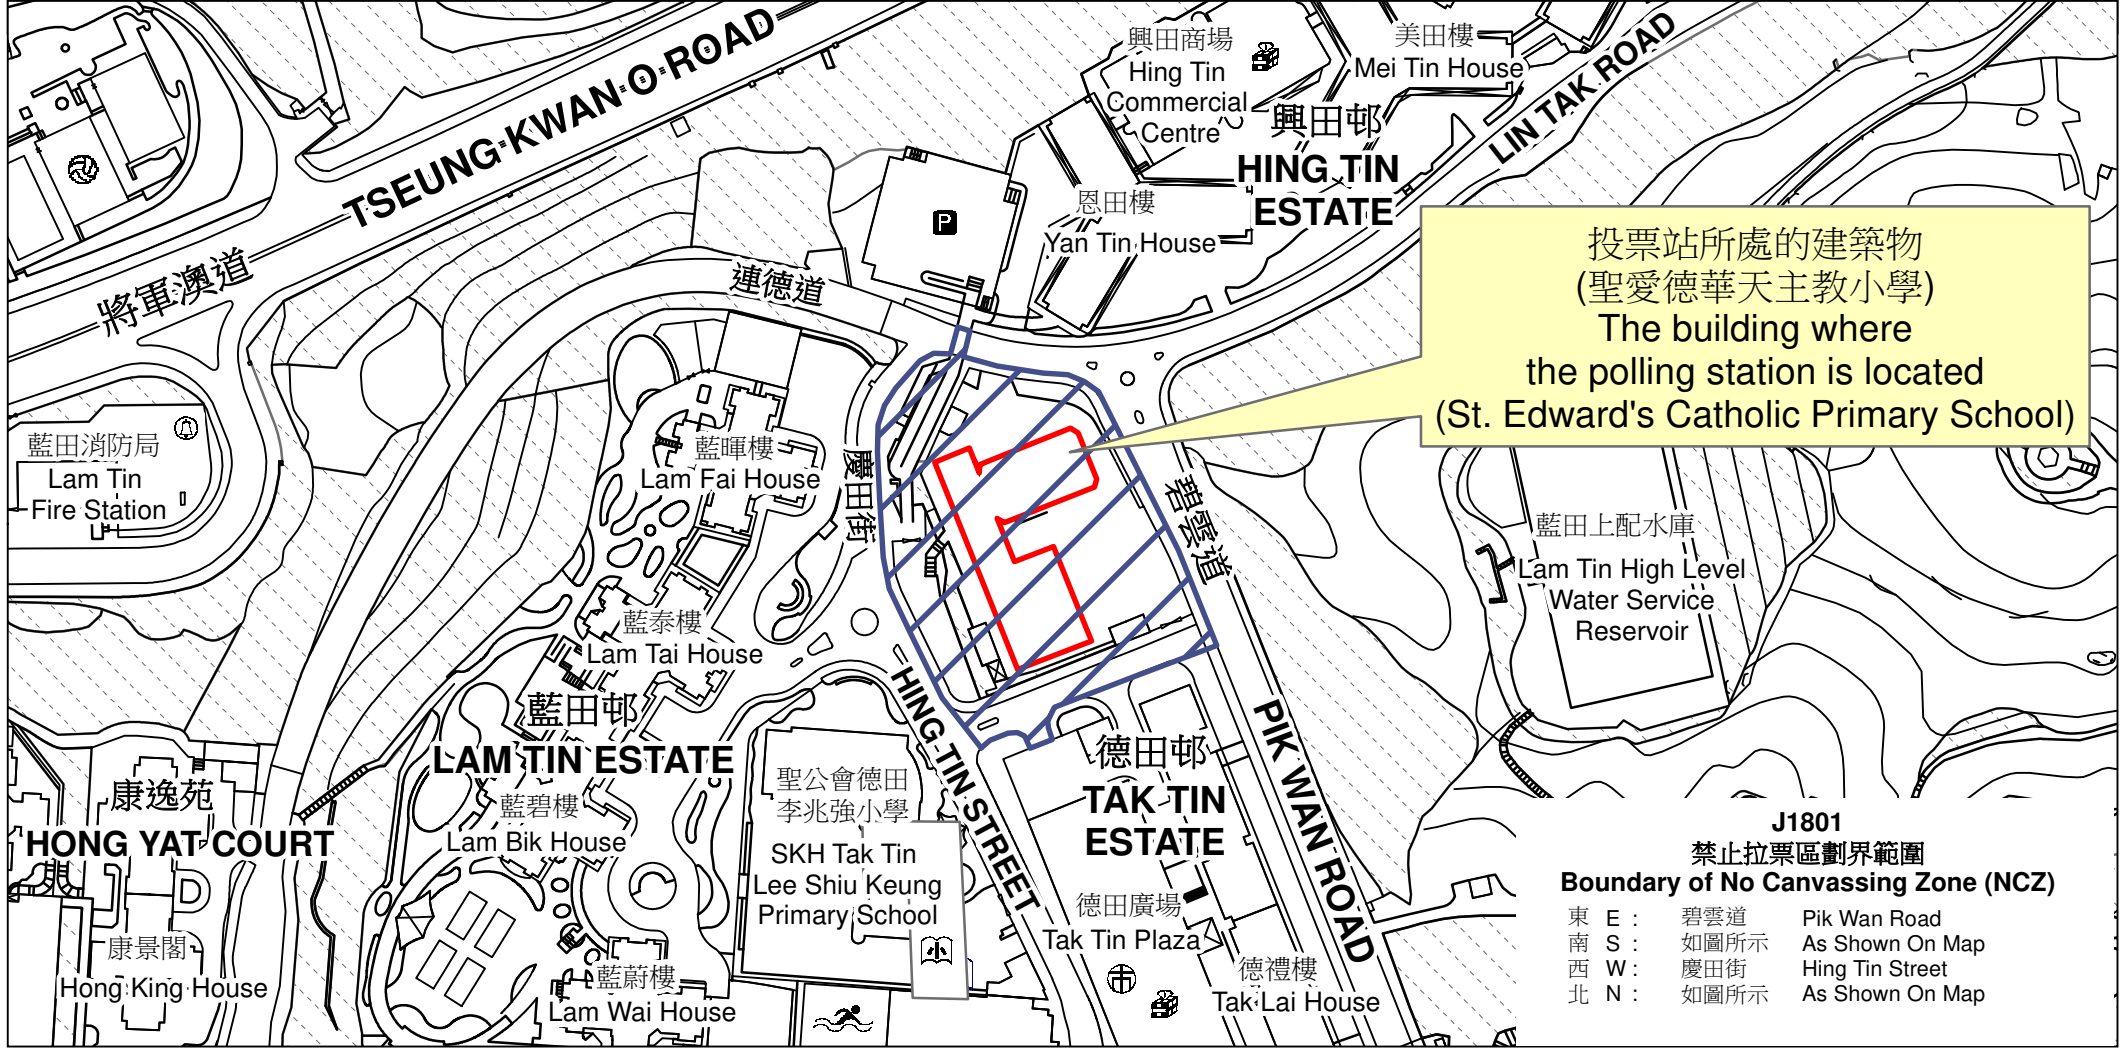 興田商場
Hing Tin
Commercial
Centre
美田樓
Mei Tin House
興田邨
HING TIN
ESTATE
恩田樓
Yan Tin House
LIN TAK ROAD
TSEUNG KWAN O ROAD
將軍澳道
連德道
P
投票站所處的建築物
(聖愛德華天主教小學)
The building where
the polling station is located
(St. Edward's Catholic Primary School)
藍田消防局
Lam Tin
Fire Station
藍暉樓
Lam Fai House
慶田街
碧雲道
藍田上配水庫
Lam Tin High Level
Water Service
Reservoir
藍泰樓
Lam Tai House
藍田邨
LAM TIN ESTATE
HING TIN STREET
PIK WAN ROAD
德田邨
TAK TIN
ESTATE
康逸苑
HONG YAT COURT
藍碧樓
Lam Bik House
聖公會德田
李兆強小學
SKH Tak Tin
Lee Shiu Keung
Primary School
德田廣場
Tak Tin Plaza
康景閣
Hong King House
藍蔚樓
Lam Wai House
德禮樓
Tak Lai House
J1801
禁止拉票區劃界範圍
Boundary of No Canvassing Zone (NCZ)
東 E : 碧雲道 Pik Wan Road
南 S : 如圖所示 As Shown On Map
西 W : 慶田街 Hing Tin Street
北 N : 如圖所示 As Shown On Map